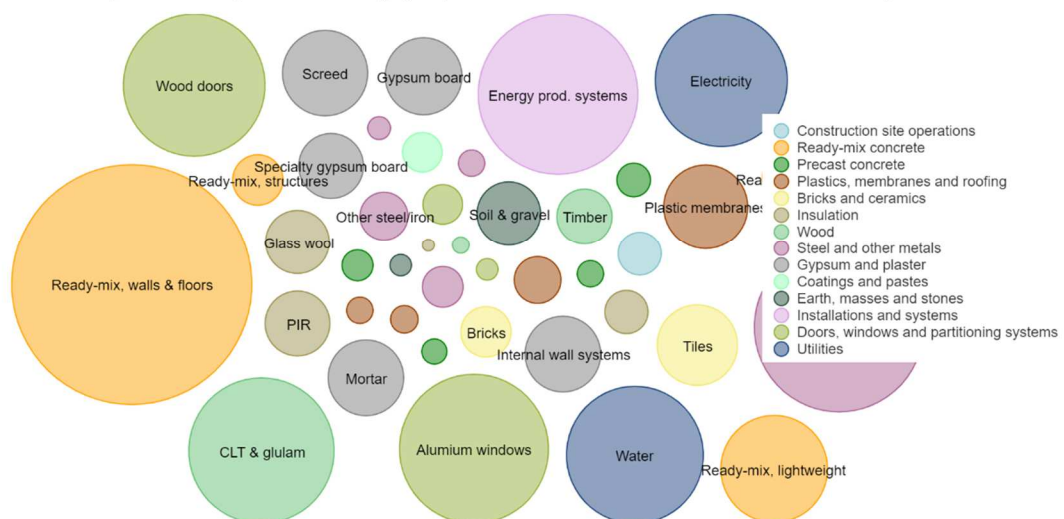 Wood doors
Screed
Gypsum board
Energy prod. systems
Electricity
Specialty gypsum board
Ready-mix, structures
Rea
Plastic membranes
Other steel/iron
Soil & gravel
Timber
Glass wool
Ready-mix, walls & floors
PIR
Bricks
Internal wall systems
Tiles
Mortar
CLT & glulam
Alumium windows
Water
Ready-mix, lightweight
Construction site operations
Ready-mix concrete
Precast concrete
Plastics, membranes and roofing
Bricks and ceramics
Insulation
Wood
Steel and other metals
Gypsum and plaster
Coatings and pastes
Earth, masses and stones
Installations and systems
Doors, windows and partitioning systems
Utilities